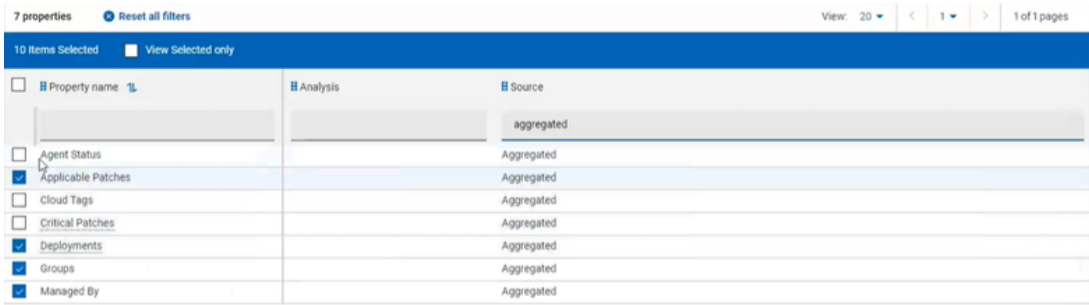 7 properties Reset all filters View: 20 1 1 of 1 pages
10 Items Selected View Selected only
Property name Analysis Source
aggregated
Agent Status Aggregated
Applicable Patches Aggregated
Cloud Tags Aggregated
Critical Patches Aggregated
Deployments Aggregated
Groups Aggregated
Managed By Aggregated